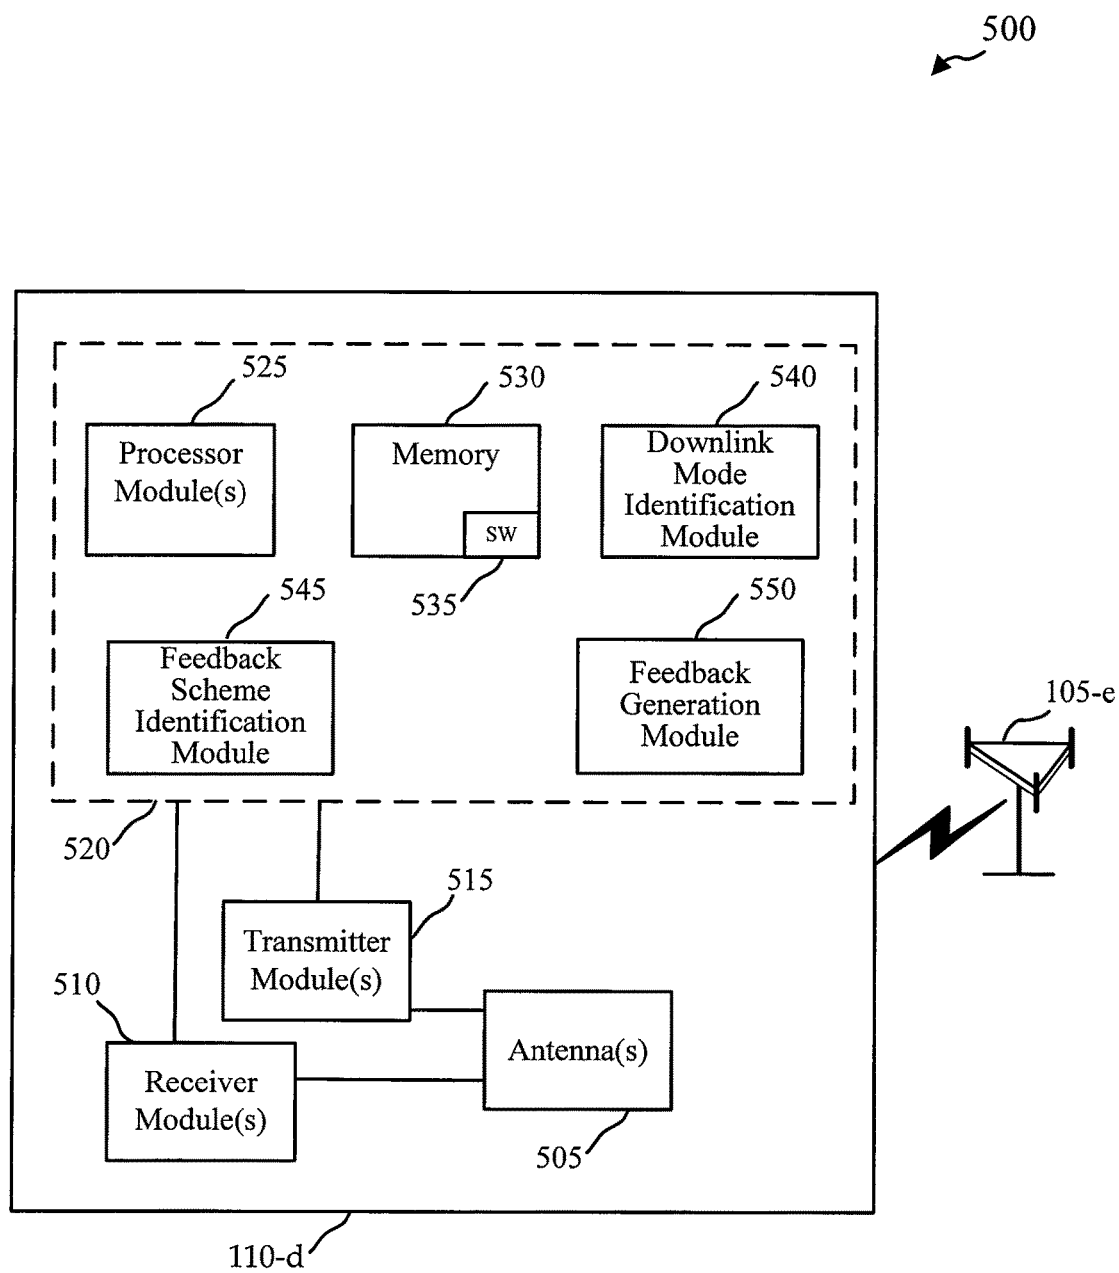 500
525
530
540
Processor
Module(s)
Memory
SW
535
Downlink
Mode
Identification
Module
545
550
Feedback
Scheme
Identification
Module
Feedback
Generation
Module
105-e
520
515
Transmitter
Module(s)
510
Antenna(s)
Receiver
Module(s)
505
110-d